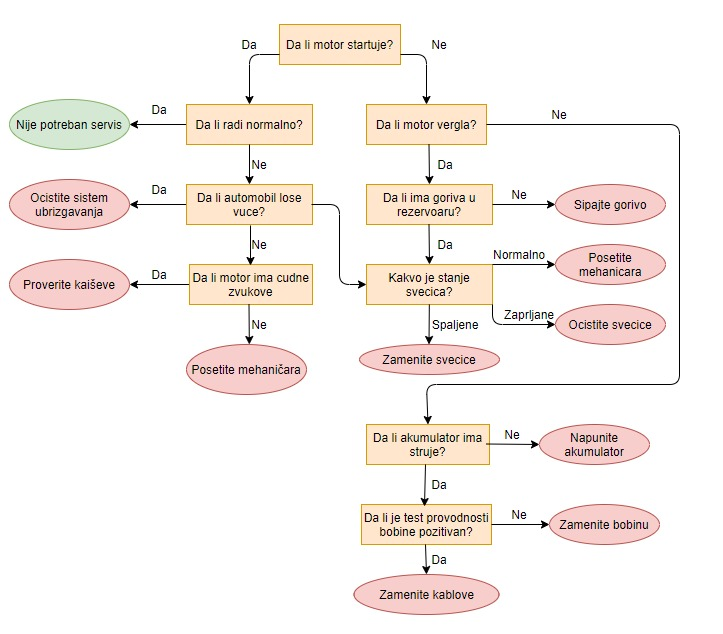 Da li motor startuje?
Da
Ne
Da li radi normalno?
Da
Nije potreban servis
Ne
Da li motor vergla?
Ne
Da
Da li automobil lose
vuce?
Da
Ocistite sistem
ubrizgavanja
Ne
Da li ima goriva u
rezervoaru?
Ne
Sipajte gorivo
Da
Da li motor ima cudne
zvukove
Da
Proverite kaiševe
Ne
Posetite mehaničara
Kakvo je stanje
svecica?
Normalno
Posetite
mehanicara
Zaprljane
Ocistite svecice
Spaljene
Zamenite svecice
Da li akumulator ima
struje?
Ne
Napunite
akumulator
Da
Da li je test provodnosti
bobine pozitivan?
Ne
Zamenite bobinu
Da
Zamenite kablove